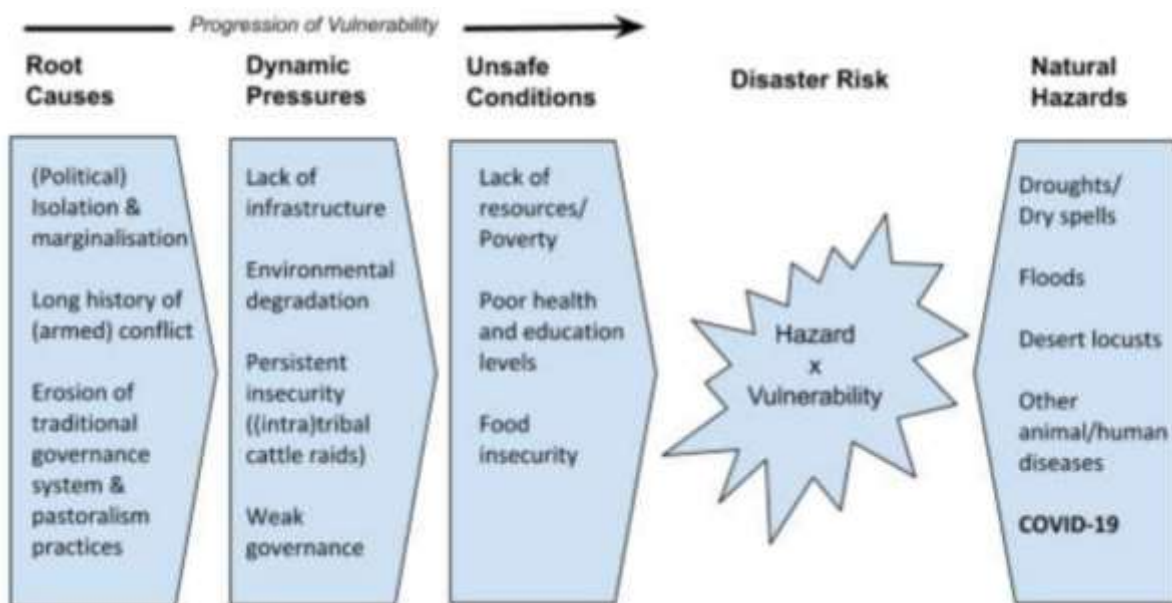 Progression of Vulnerability
Root
Causes
Dynamic
Pressures
Unsafe
Conditions
Disaster Risk
Natural
Hazards
(Political)
Isolation &
marginalisation
Long history of
(armed) conflict
Erosion of
traditional
governance
system &
pastoralism
practices
Lack of
infrastructure
Environmental
degradation
Persistent
insecurity
((intra)tribal
cattle raids)
Weak
governance
Lack of
resources/
Poverty
Poor health
and education
levels
Food
insecurity
Hazard
x
Vulnerability
Droughts/
Dry spells
Floods
Desert locusts
Other
animal/human
diseases
COVID-19